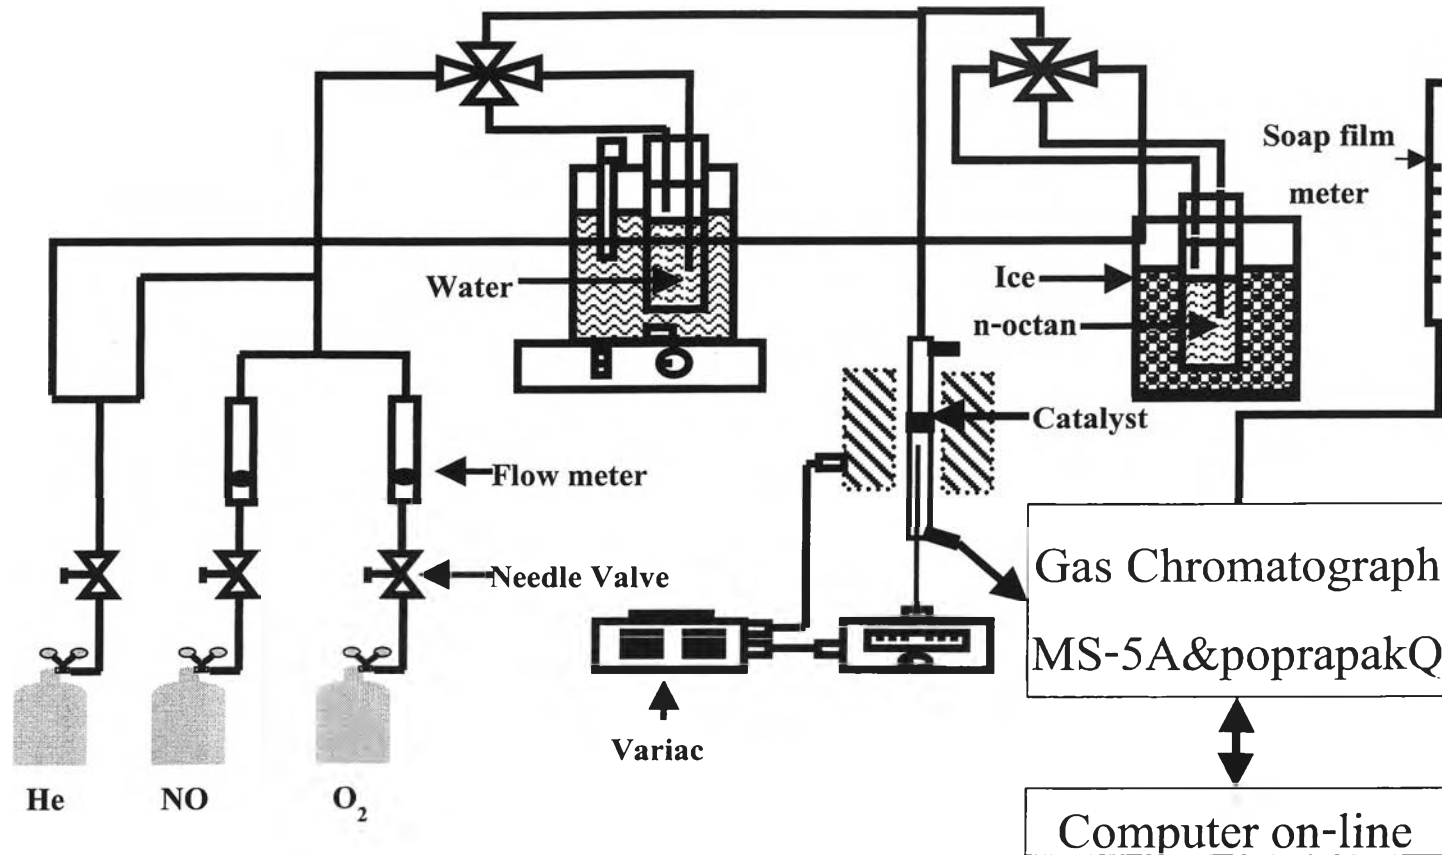 Soap film
meter
Water
Ice
n-octan
Catalyst
Flow meter
Needle Valve
Gas Chromatograph
MS-5A&poprapakQ
Variac
He
NO
O2
Computer on-line